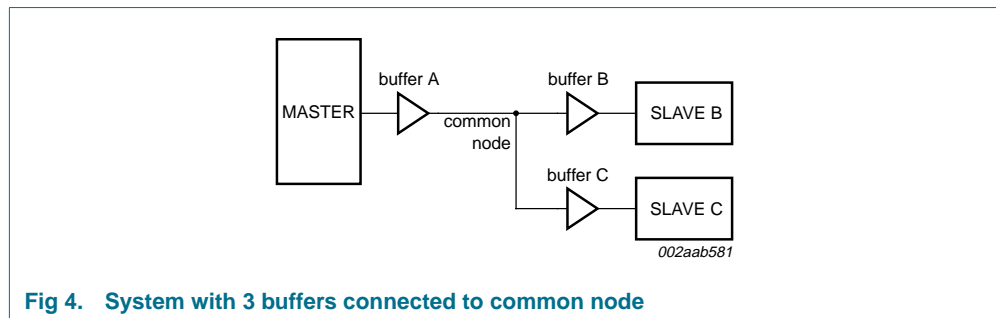 buffer A
buffer B
MASTER
SLAVE B
common
node
buffer C
SLAVE C
002aab581
Fig 4. System with 3 buffers connected to common node